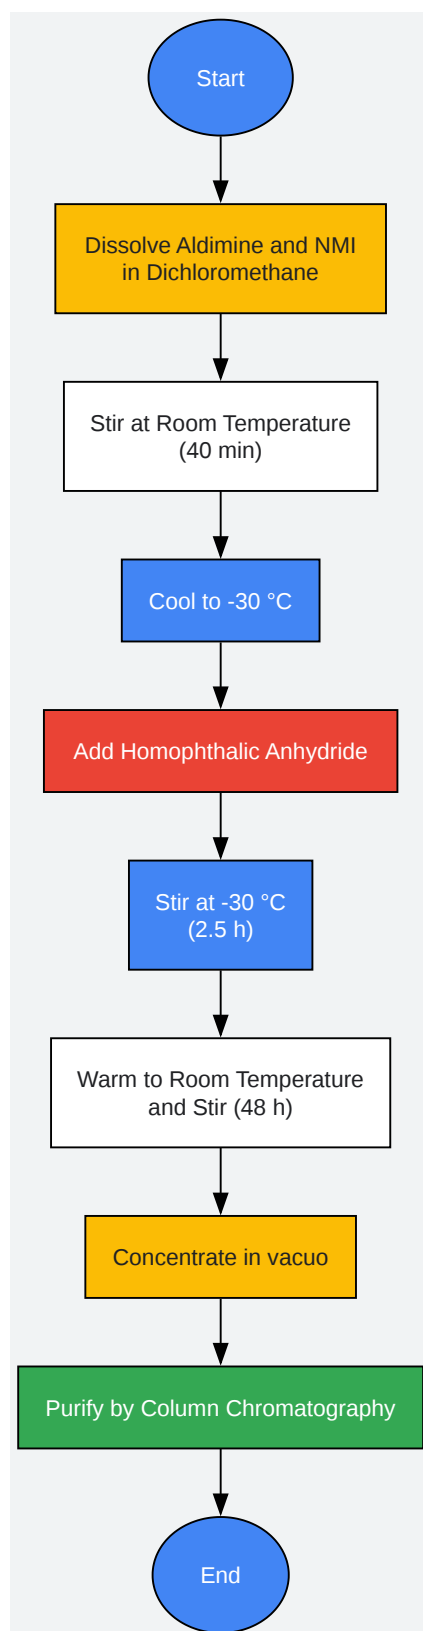 Start
Dissolve Aldimine and NMI
in Dichloromethane
Stir at Room Temperature
(40 min)
Cool to -30 °C
Add Homophthalic Anhydride
Stir at -30 °C
(2.5 h)
Warm to Room Temperature
and Stir (48 h)
Concentrate in vacuo
Purify by Column Chromatography
End